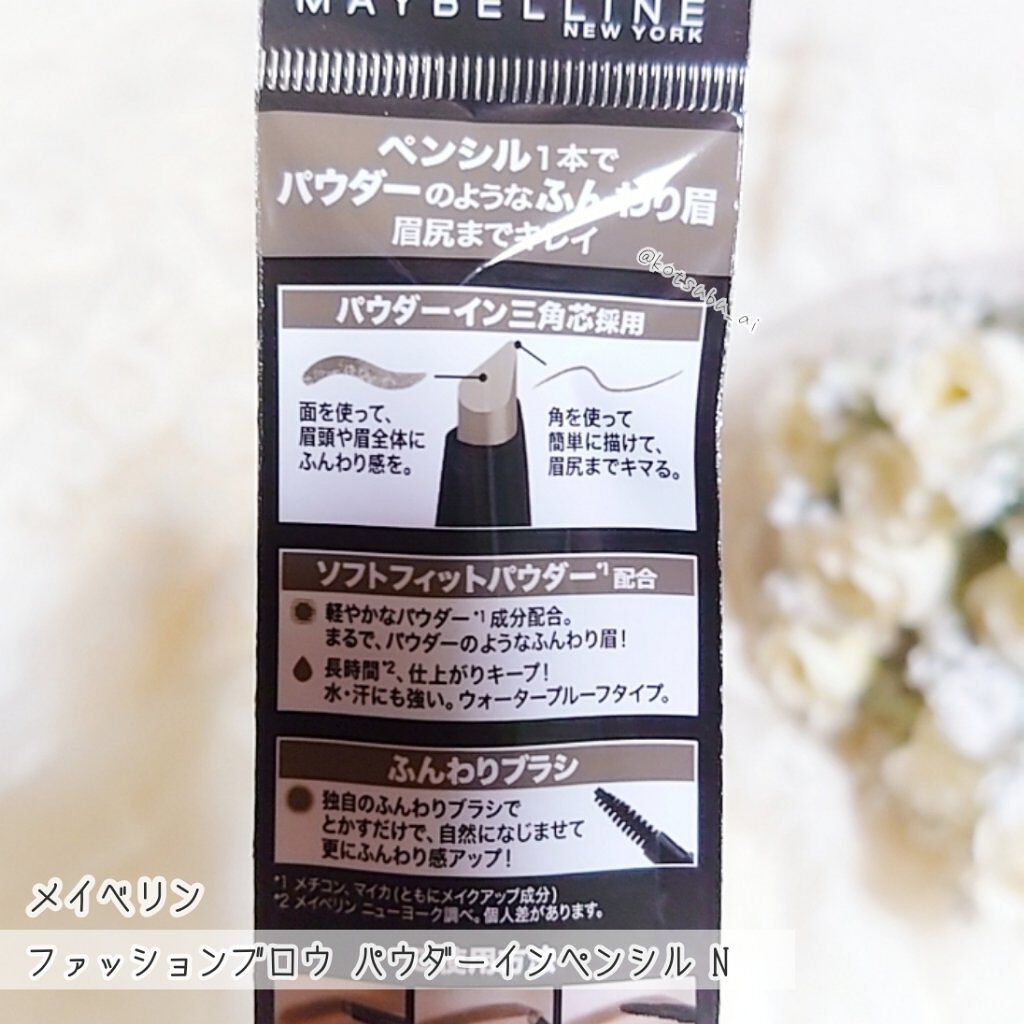 MAYBELLINE
NEW YORK
ペンシル1本で
パウダーのようなふんわり眉
眉尻までキレイ
@kotsubu_ai
パウダーイン三角芯採用
面を使って、
眉頭や眉全体に
ふんわり感を。
角を使って
簡単に描けて、
眉尻までキマる。
ソフトフィットパウダー*1配合
軽やかなパウダー*1成分配合。
まるで、パウダーのようなふんわり眉!
長時間*2、仕上がりキープ!
水・汗にも強い。ウォータープルーフタイプ。
ふんわりブラシ
独自のふんわりブラシで
とかすだけで、自然になじませて
更にふんわり感アップ!
*1 メチコン、マイカ(ともにメイクアップ成分)
*2 メイベリン ニューヨーク調べ。個人差があります。
メイベリン
ファッションブロウ パウダーインペンシル N